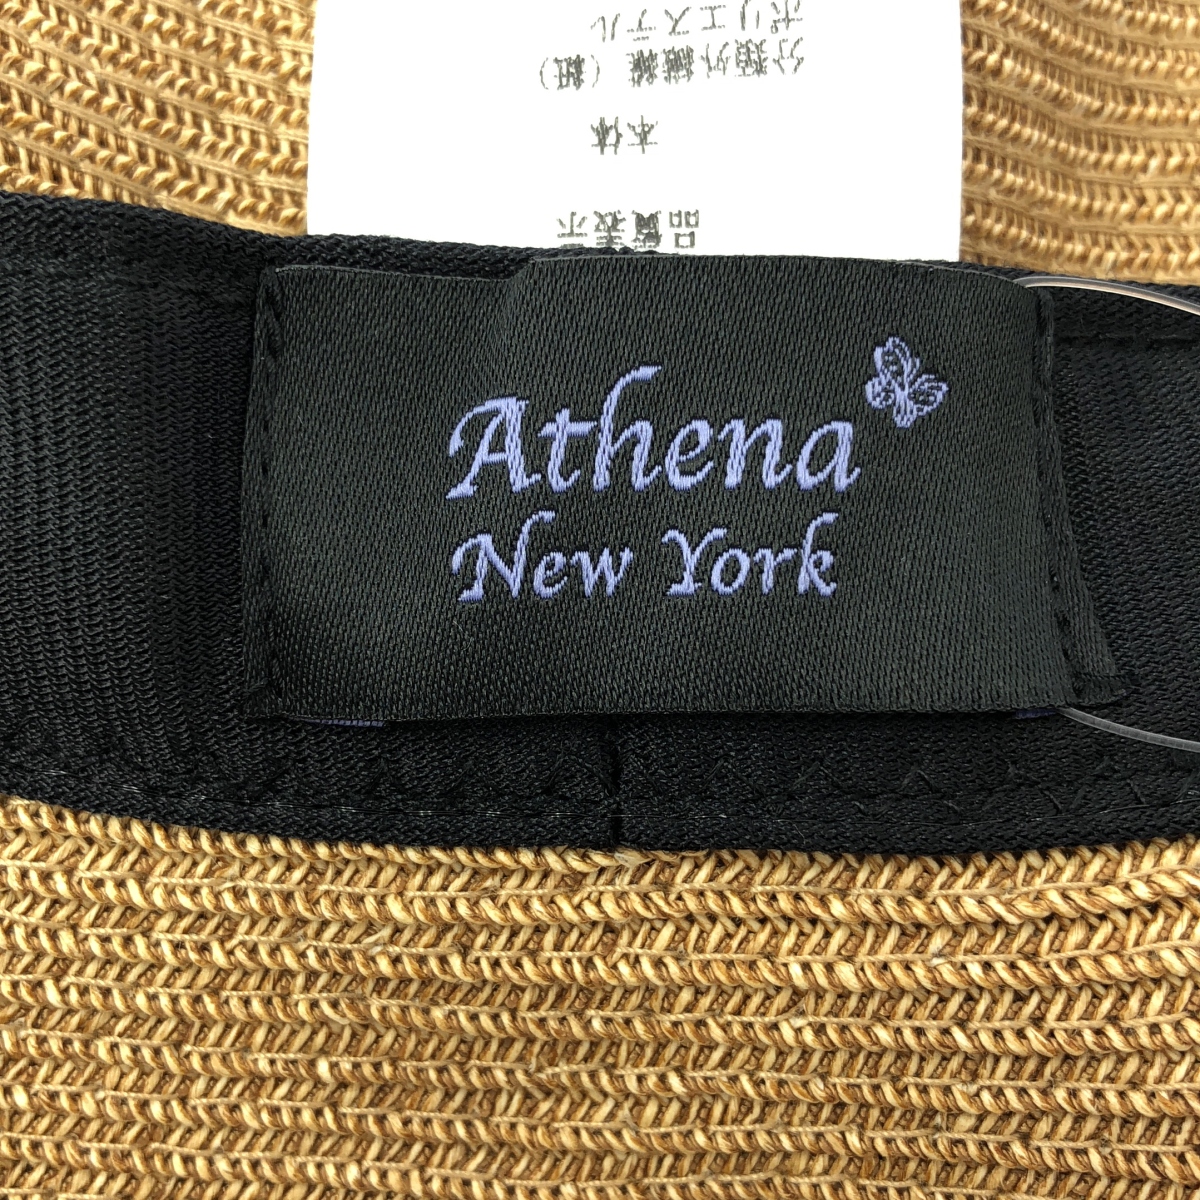 Athena
New York
品質表示
本体
分類外繊維（紙）
ポリエステル